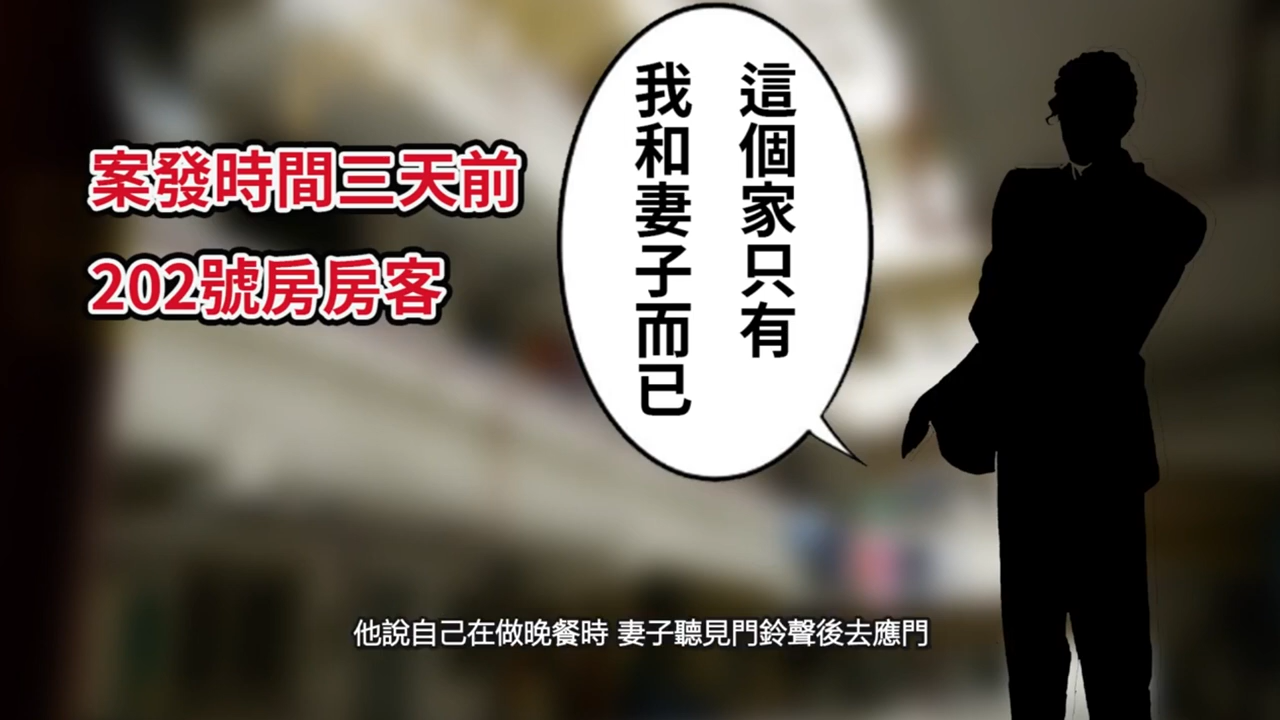 案發時間三天前
202號房房客
這個家只有
我和妻子而已
他說自己在做晚餐時 妻子聽見門鈴聲後去應門